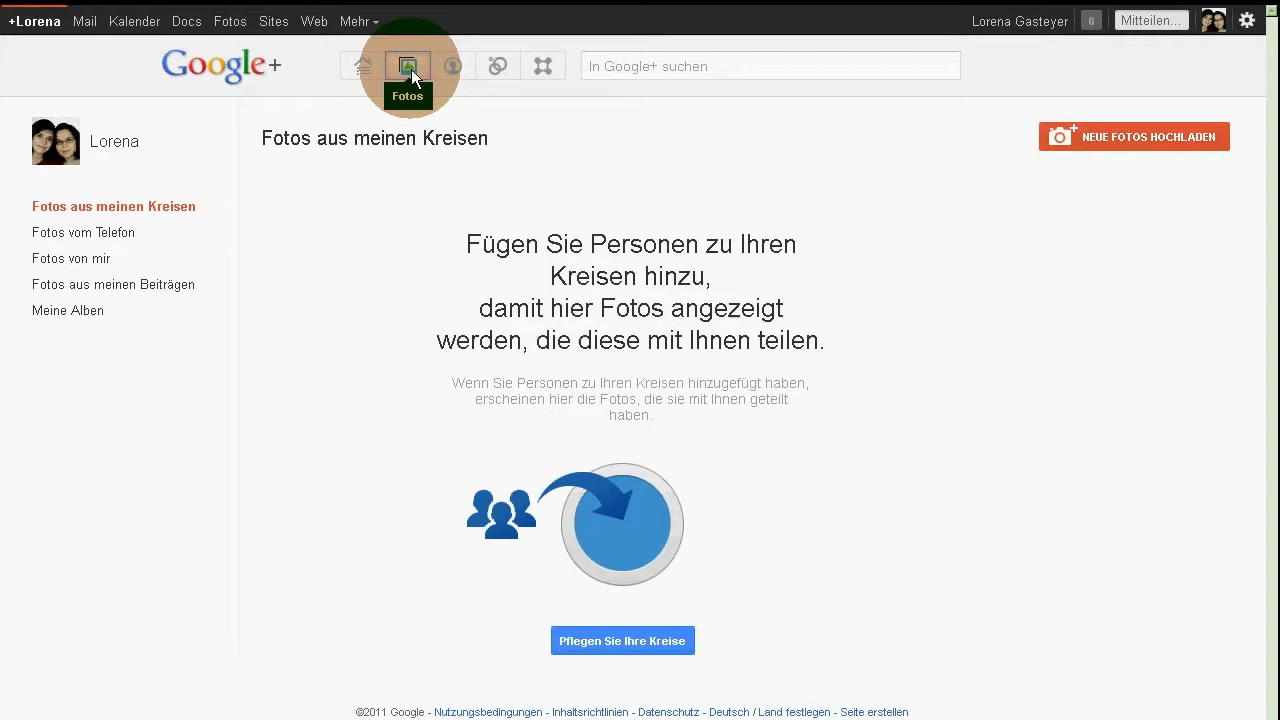 +Lorena Mail Kalender Docs Fotos Sites Web Mehr Lorena Gasteyer 0 Mitteilen...
Google+ In Google+ suchen
Fotos
Lorena
Fotos aus meinen Kreisen
NEUE FOTOS HOCHLADEN
Fotos aus meinen Kreisen
Fotos vom Telefon
Fotos von mir
Fotos aus meinen Beiträgen
Meine Alben
Fügen Sie Personen zu Ihren
Kreisen hinzu,
damit hier Fotos angezeigt
werden, die diese mit Ihnen teilen.
Wenn Sie Personen zu Ihren Kreisen hinzugefügt haben,
erscheinen hier die Fotos, die sie mit Ihnen geteilt
haben.
Pflegen Sie Ihre Kreise
©2011 Google - Nutzungsbedingungen - Inhaltsrichtlinien - Datenschutz - Deutsch / Land festlegen - Seite erstellen